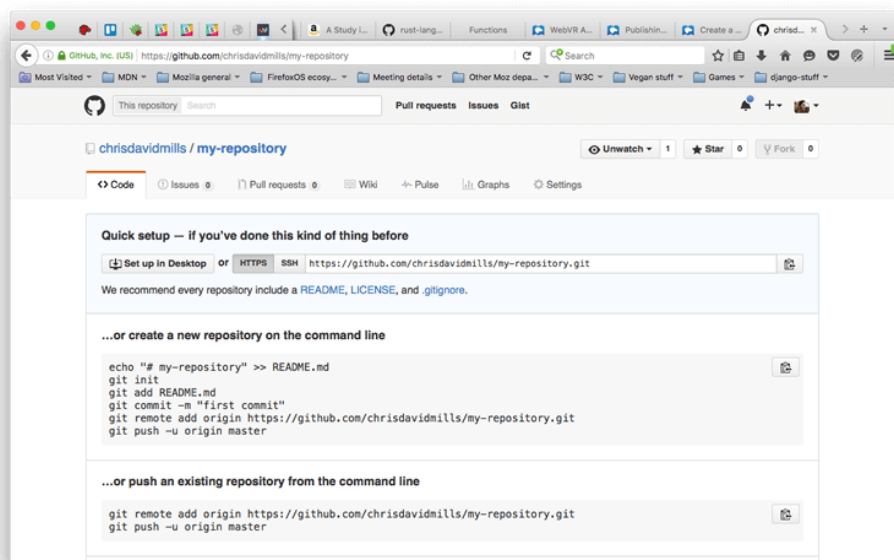 A Study i...
rust-lang...
Functions
WebVR A...
Publishin...
Create a ...
chrisd...
GitHub, Inc. (US)
https://github.com/chrisdavidmills/my-repository
Search
Most Visited
MDN
Mozilla general
FirefoxOS ecosy...
Meeting details
Other Moz depa...
W3C
Vegan stuff
Games
django-stuff
This repository
Search
Pull requests
Issues
Gist
chrisdavidmills / my-repository
Unwatch
1
Star
0
Fork
0
Code
Issues 0
Pull requests 0
Wiki
Pulse
Graphs
Settings
Quick setup — if you've done this kind of thing before
Set up in Desktop
or
HTTPS
SSH
https://github.com/chrisdavidmills/my-repository.git
We recommend every repository include a README, LICENSE, and .gitignore.
...or create a new repository on the command line
echo "# my-repository" >> README.md
git init
git add README.md
git commit -m "first commit"
git remote add origin https://github.com/chrisdavidmills/my-repository.git
git push -u origin master
...or push an existing repository from the command line
git remote add origin https://github.com/chrisdavidmills/my-repository.git
git push -u origin master